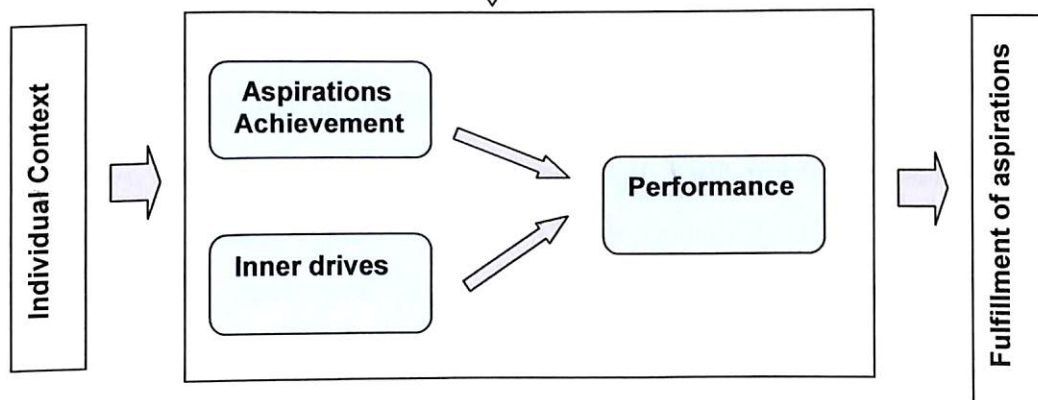 Individual Context
Aspirations
Achievement
Inner drives
Performance
Fulfillment of aspirations